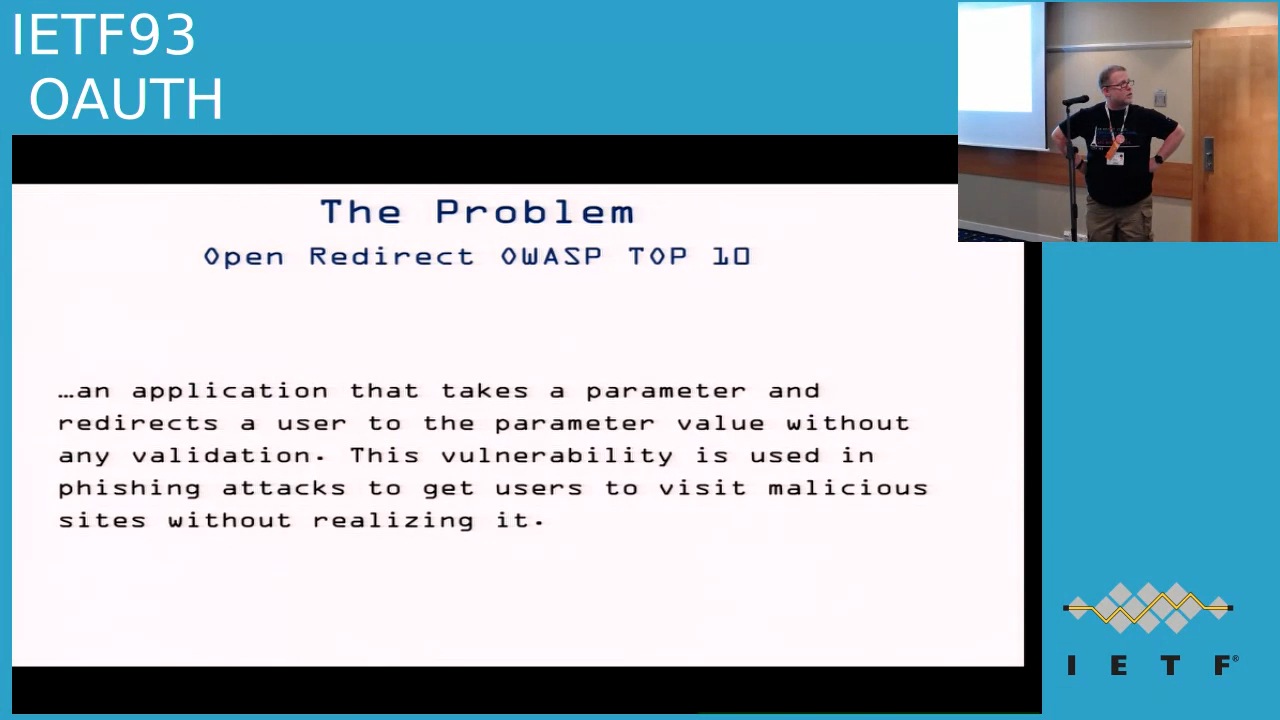 IETF93
OAUTH
The Problem
Open Redirect OWASP TOP 10
…an application that takes a parameter and
redirects a user to the parameter value without
any validation. This vulnerability is used in
phishing attacks to get users to visit malicious
sites without realizing it.
I E T F®